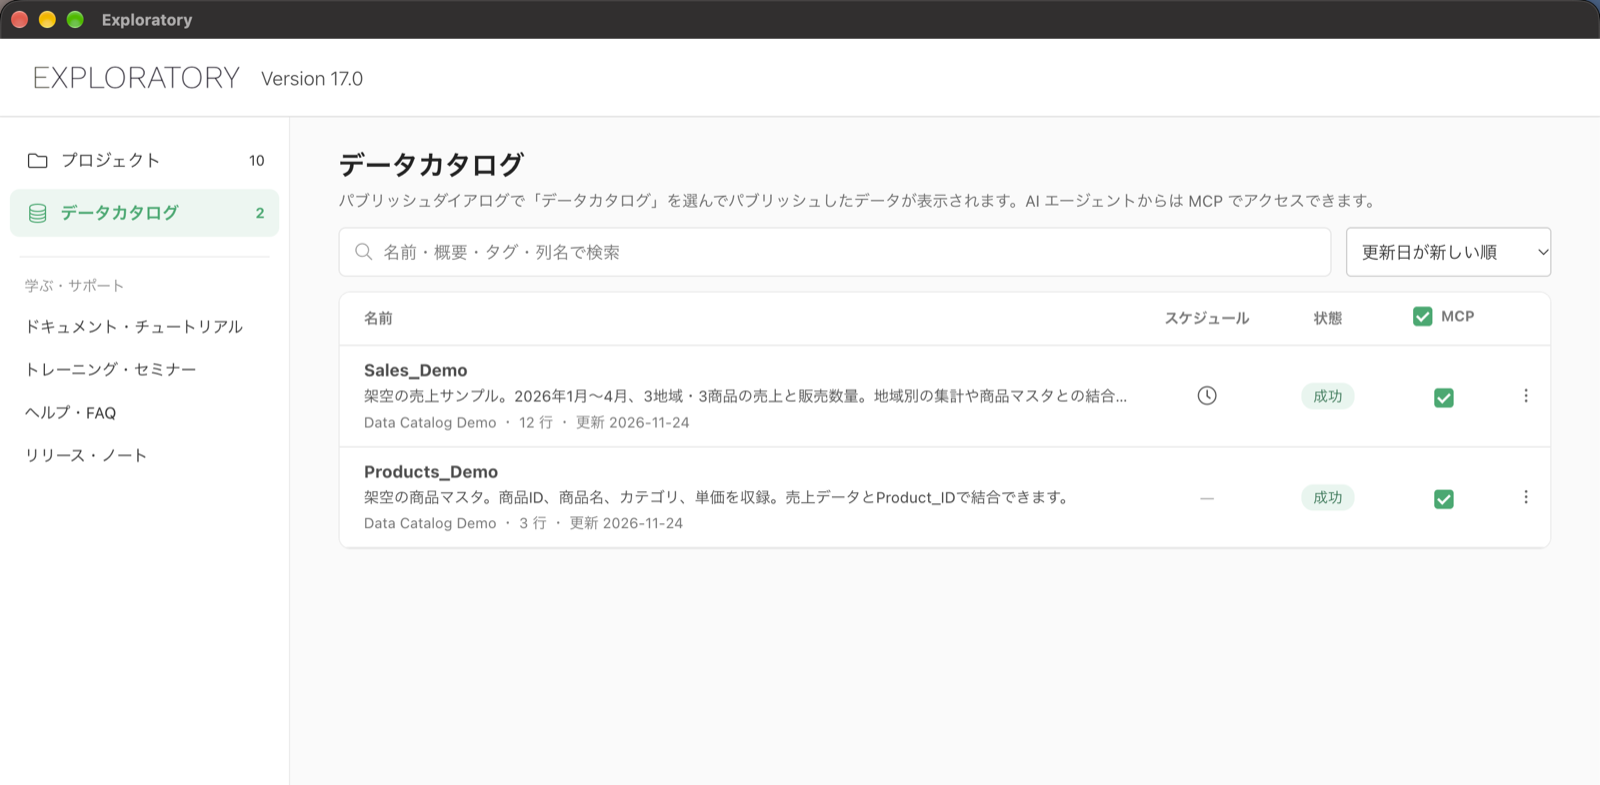 Exploratory
EXPLORATORY Version 17.0
プロジェクト 10
データカタログ 2
学ぶ・サポート
ドキュメント・チュートリアル
トレーニング・セミナー
ヘルプ・FAQ
リリース・ノート
データカタログ
パブリッシュダイアログで「データカタログ」を選んでパブリッシュしたデータが表示されます。AI エージェントからは MCP でアクセスできます。
名前・概要・タグ・列名で検索 更新日が新しい順
名前 スケジュール 状態 MCP
Sales_Demo
架空の売上サンプル。2026年1月〜4月、3地域・3商品の売上と販売数量。地域別の集計や商品マスタとの結合... 成功
Data Catalog Demo ・ 12 行 ・ 更新 2026-11-24
Products_Demo
架空の商品マスタ。商品ID、商品名、カテゴリ、単価を収録。売上データとProduct_IDで結合できます。 — 成功
Data Catalog Demo ・ 3 行 ・ 更新 2026-11-24